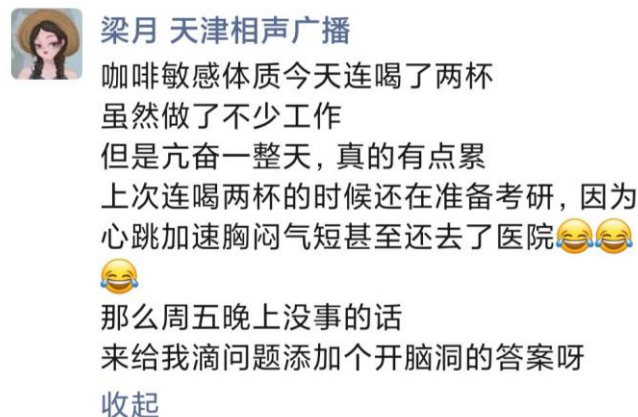 梁月 天津相声广播
咖啡敏感体质今天连喝了两杯
虽然做了不少工作
但是亢奋一整天，真的有点累
上次连喝两杯的时候还在准备考研，因为
心跳加速胸闷气短甚至还去了医院😂😂
😂
那么周五晚上没事的话
来给我滴问题添加个开脑洞的答案呀
收起